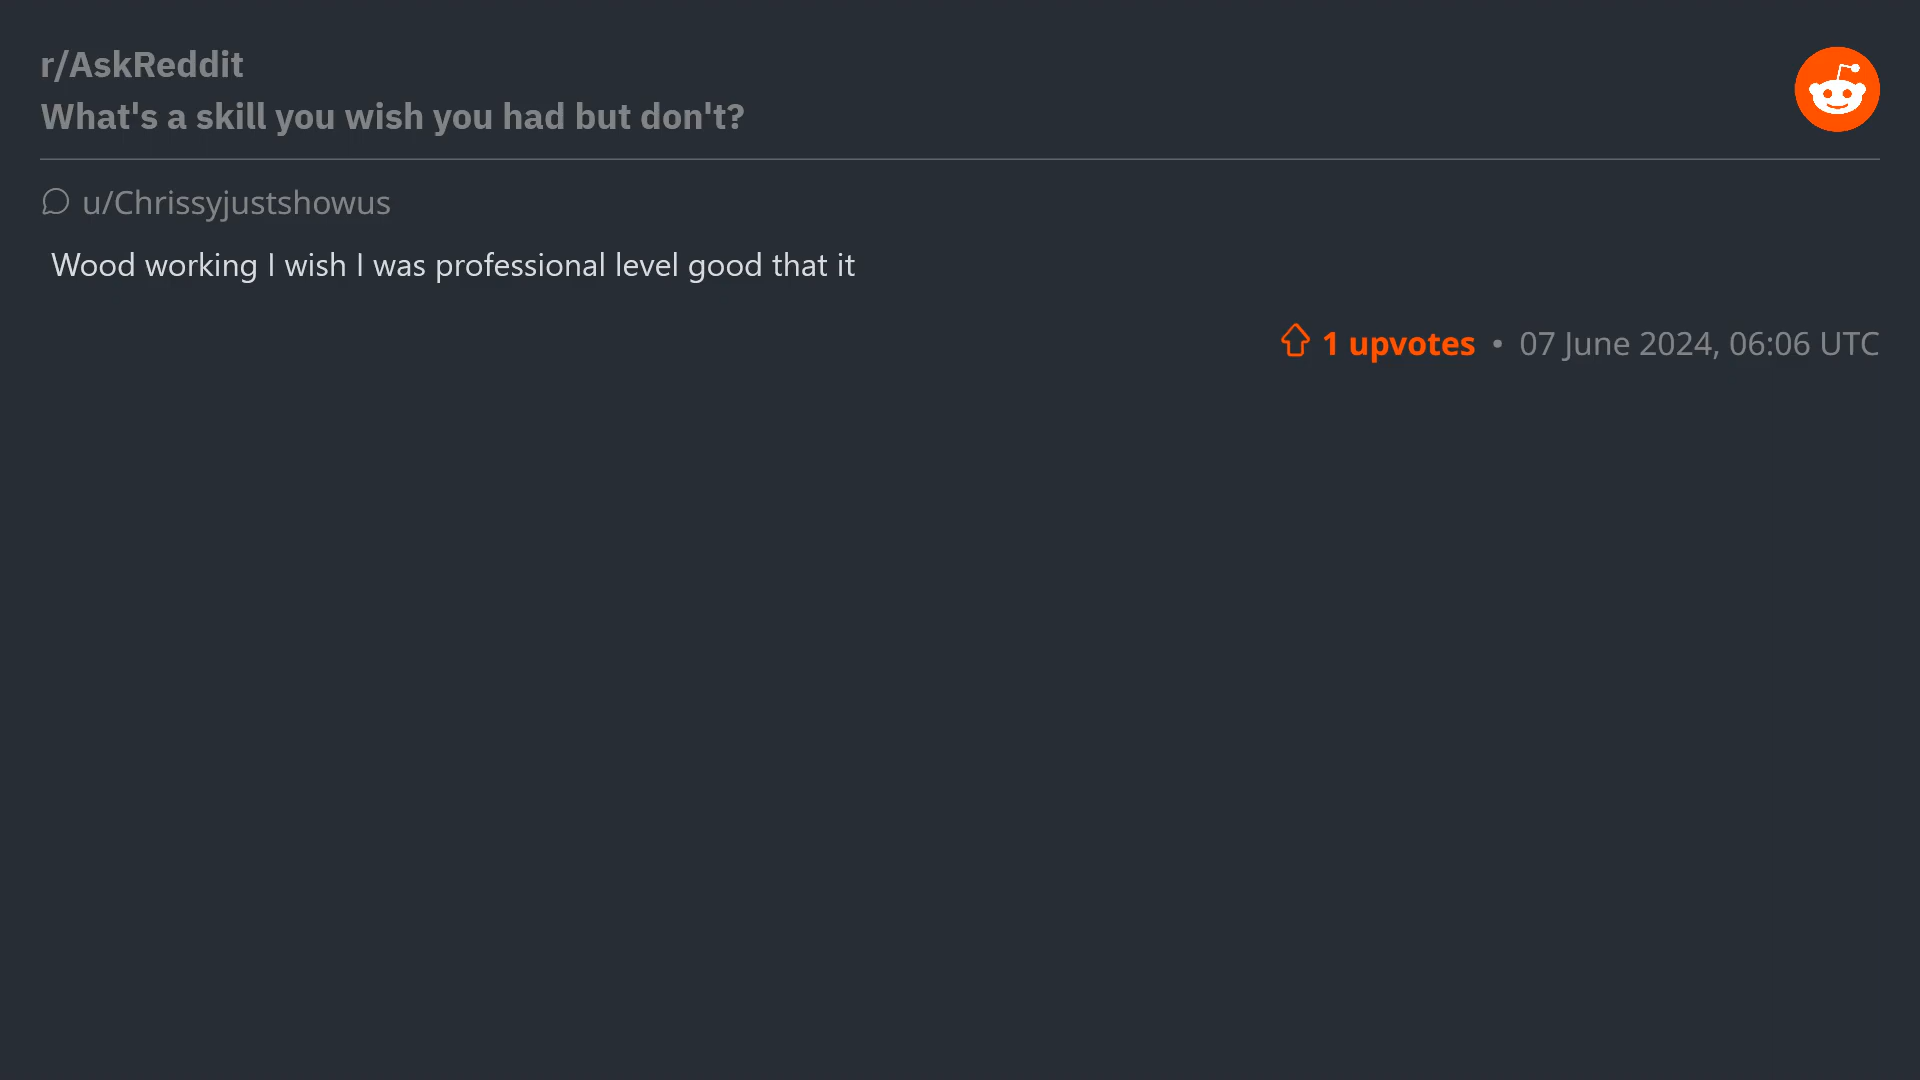 r/AskReddit
What's a skill you wish you had but don't?
u/Chrissyjustshowus
Wood working I wish I was professional level good that it
1 upvotes • 07 June 2024, 06:06 UTC